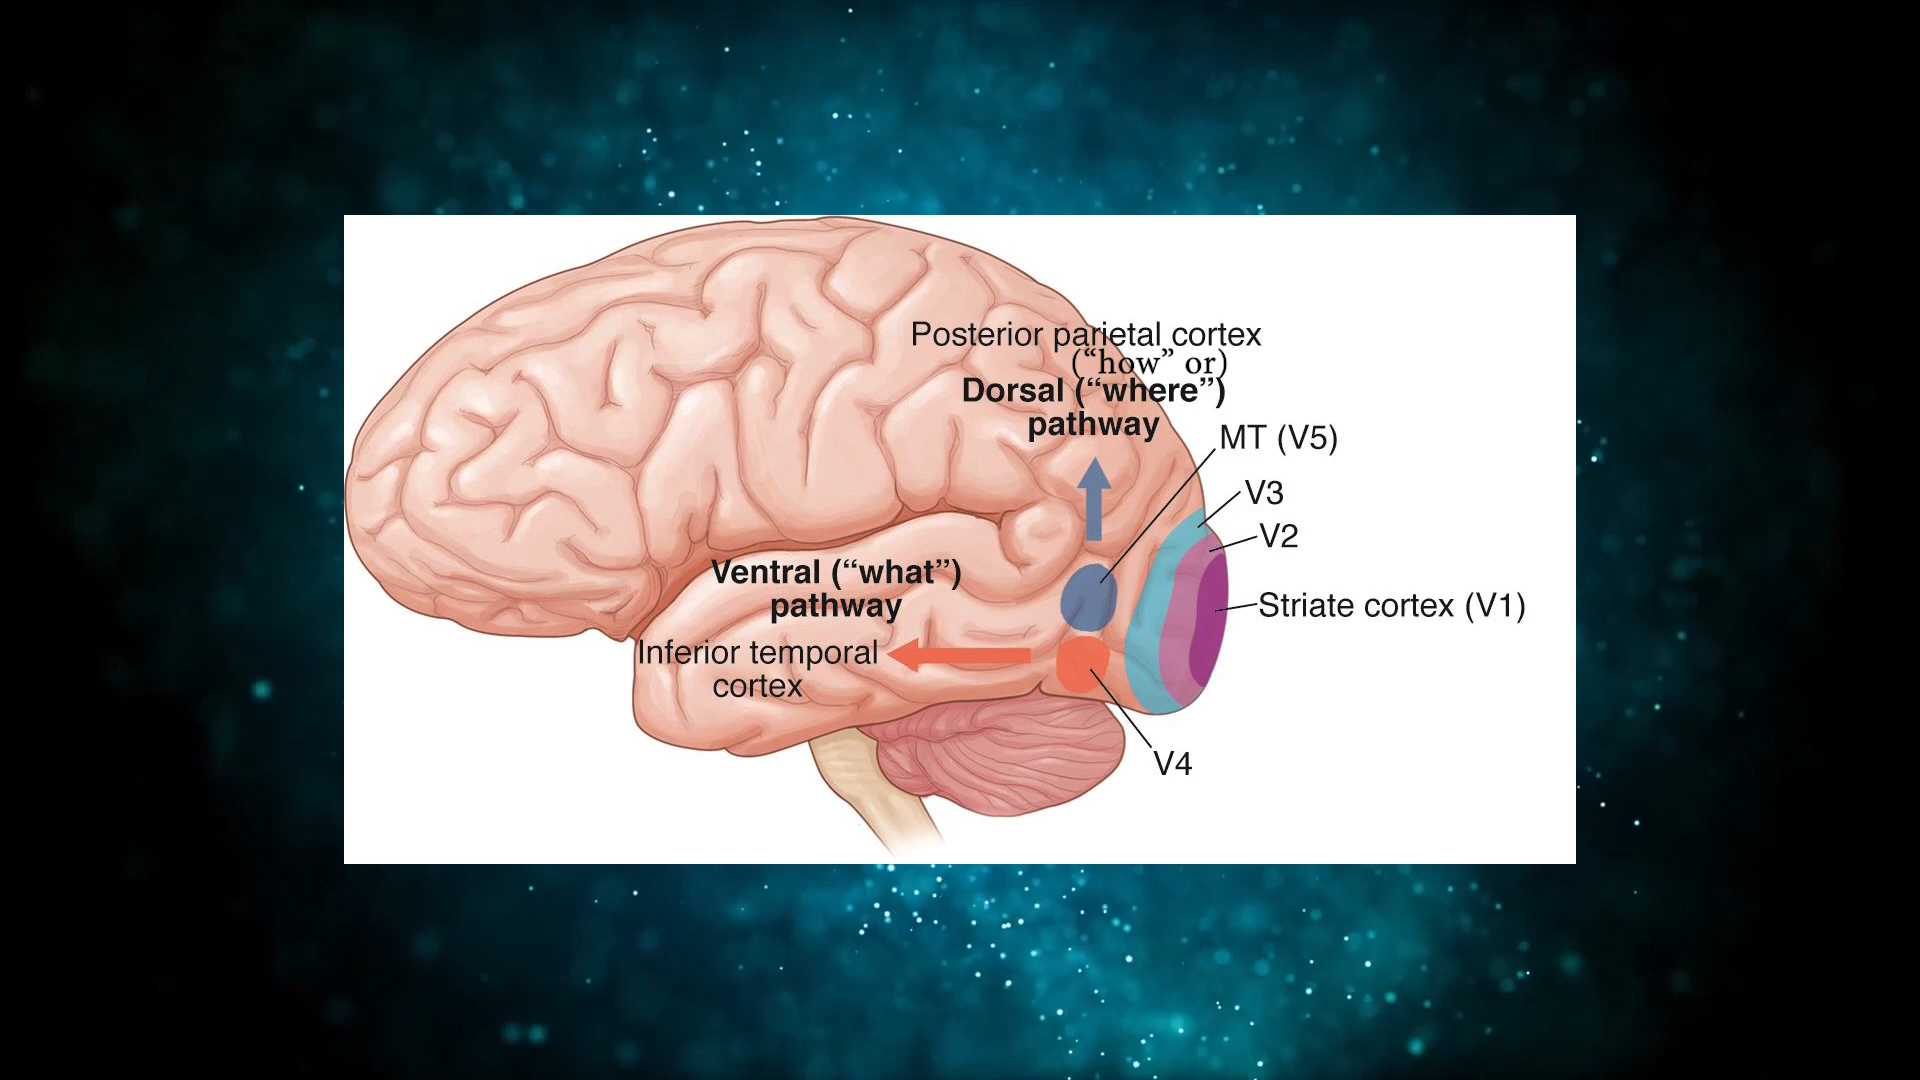 Posterior parietal cortex
(“how” or)
Dorsal (“where”)
pathway
MT (V5)
V3
V2
Striate cortex (V1)
Ventral (“what”)
pathway
Inferior temporal
cortex
V4